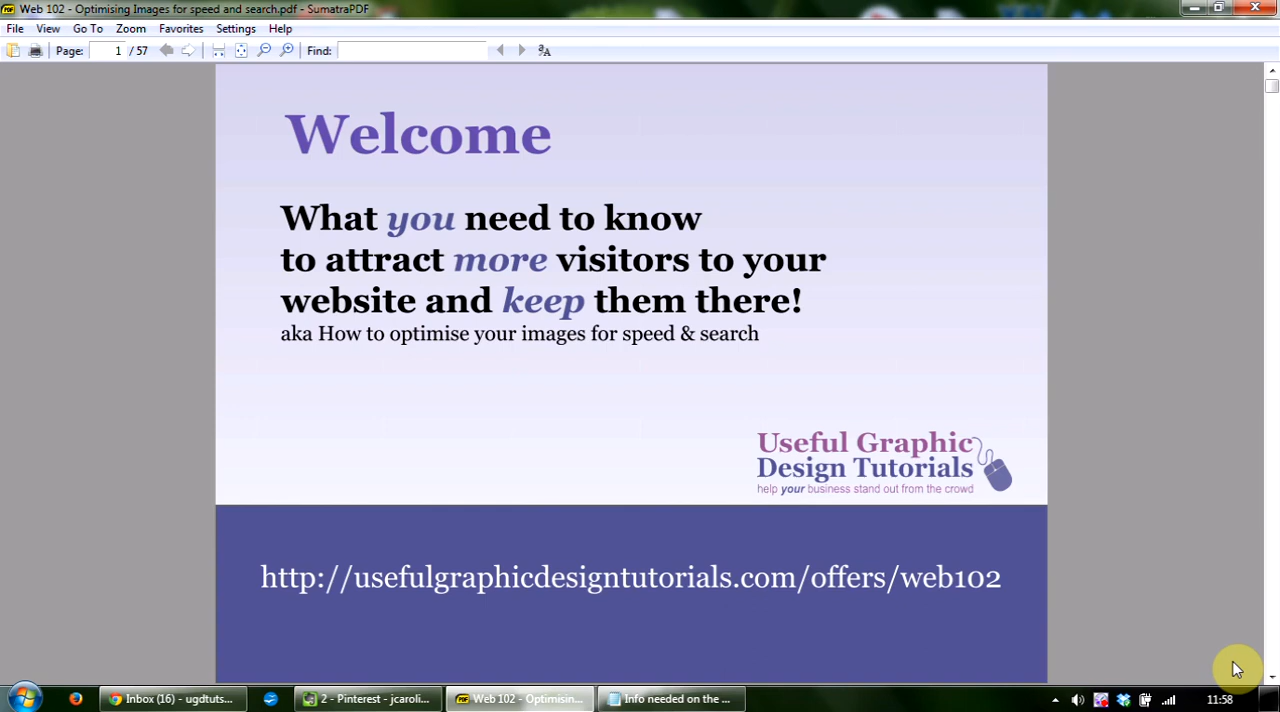 Web 102 - Optimising Images for speed and search.pdf - SumatraPDF
File View Go To Zoom Favorites Settings Help
Page: 1 / 57 Find:
Welcome
What you need to know
to attract more visitors to your
website and keep them there!
aka How to optimise your images for speed & search
Useful Graphic
Design Tutorials
help your business stand out from the crowd
http://usefulgraphicdesigntutorials.com/offers/web102
Inbox (16) - ugdtuts... 2 - Pinterest - jcaroli... Web 102 - Optimisin... Info needed on the ... 11:58